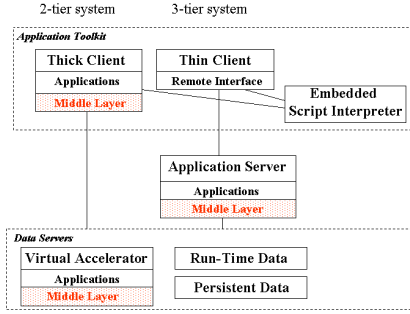 2-tier system
3-tier system
Application Toolkit
Thick Client
Applications
Middle Layer
Thin Client
Remote Interface
Embedded
Script Interpreter
Application Server
Applications
Middle Layer
Data Servers
Virtual Accelerator
Applications
Middle Layer
Run-Time Data
Persistent Data